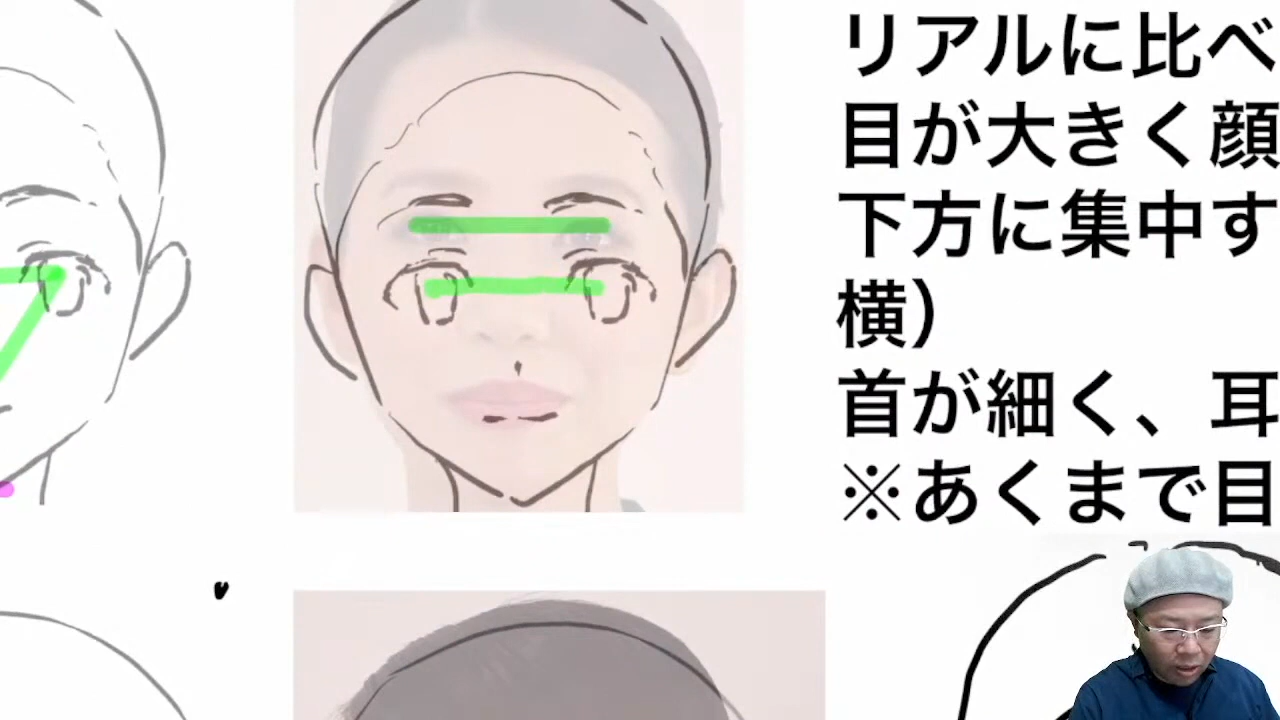 リアルに比べ
目が大きく顔
下方に集中す
横）
首が細く、耳
※あくまで目